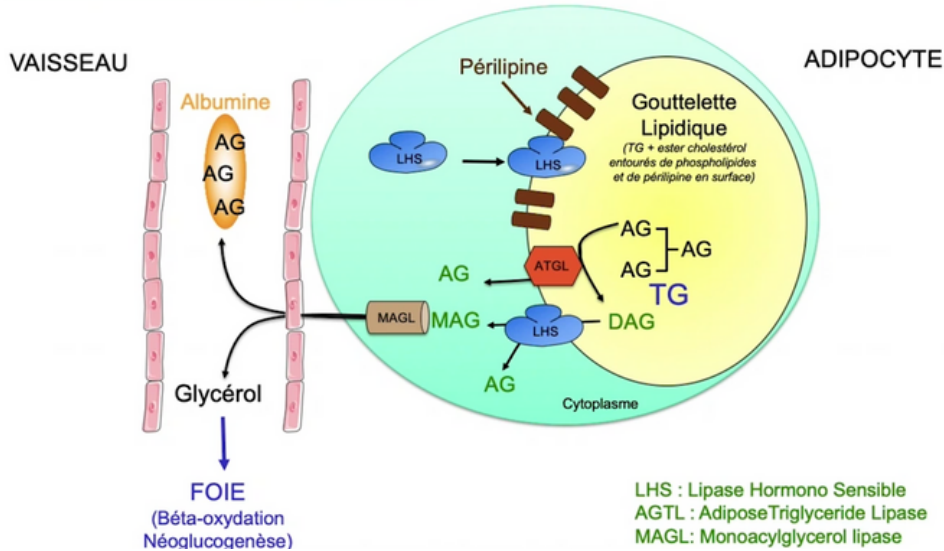 VAISSEAU
ADIPOCYTE
Albumine
AG
AG
AG
Périlipine
LHS
LHS
Gouttelette
Lipidique
(TG + ester cholestérol
entourés de phospholipides
et de périlipine en surface)
ATGL
AG
AG
AG
TG
AG
MAGL
MAG
LHS
DAG
AG
Cytoplasme
Glycérol
FOIE
(Béta-oxydation
Néoglucogenèse)
LHS : Lipase Hormono Sensible
AGTL : AdiposeTriglyceride Lipase
MAGL: Monoacylglycerol lipase